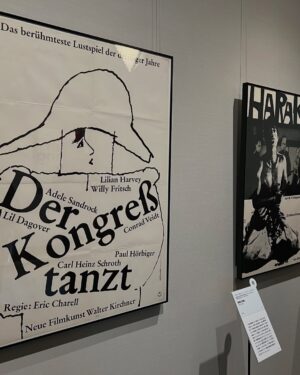 Das berühmteste Lustspiel der dreißiger Jahre
Lilian Harvey
Willy Fritsch
Der
Adele Sandrock
Lil Dagover
Kongreß
Conrad Veidt
Paul Hörbiger
tanzt
Carl Heinz Schroth
Regie: Eric Charell
Neue Filmkunst Walter Kirchner
HARAK